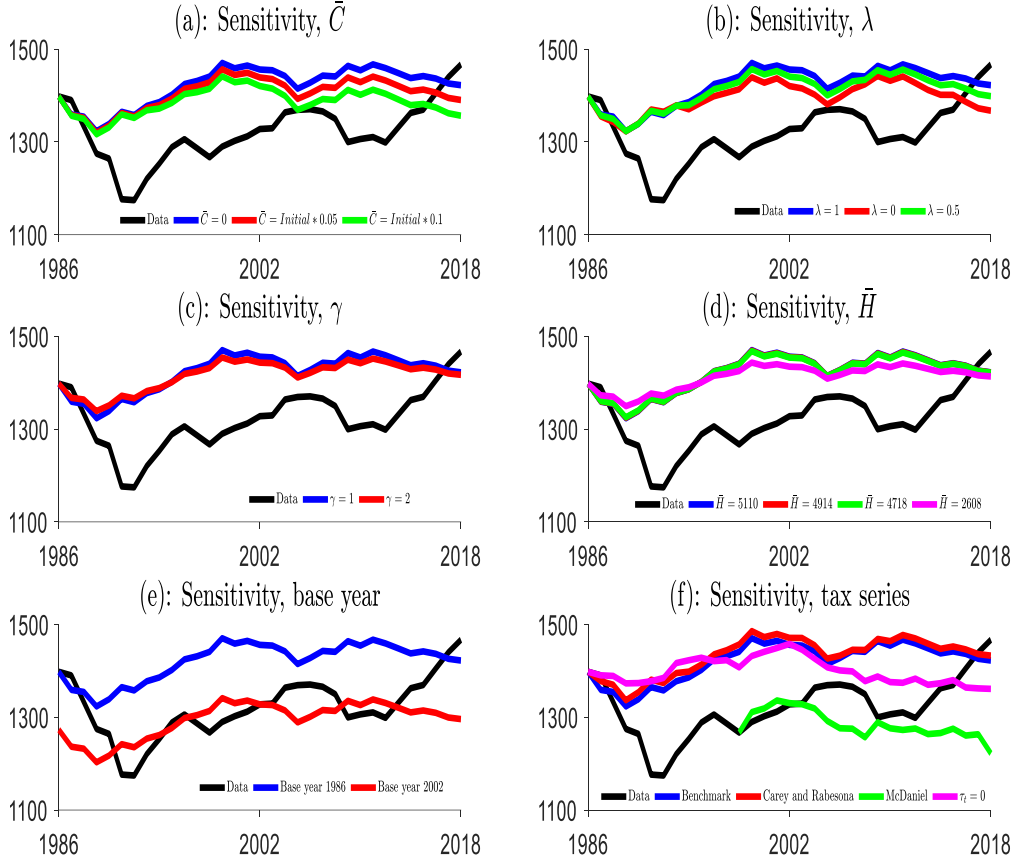 (a): Sensitivity, C̄
1500
1300
1100
1986 2002 2018
Data C̄ = 0 C̄ = Initial * 0.05 C̄ = Initial * 0.1
(b): Sensitivity, λ
1500
1300
1100
1986 2002 2018
Data λ = 1 λ = 0 λ = 0.5
(c): Sensitivity, γ
1500
1300
1100
1986 2002 2018
Data γ = 1 γ = 2
(d): Sensitivity, H̄
1500
1300
1100
1986 2002 2018
Data H̄ = 5110 H̄ = 4914 H̄ = 4718 H̄ = 2608
(e): Sensitivity, base year
1500
1300
1100
1986 2002 2018
Data Base year 1986 Base year 2002
(f): Sensitivity, tax series
1500
1300
1100
1986 2002 2018
Data Benchmark Carey and Rabesona McDaniel τₜ = 0